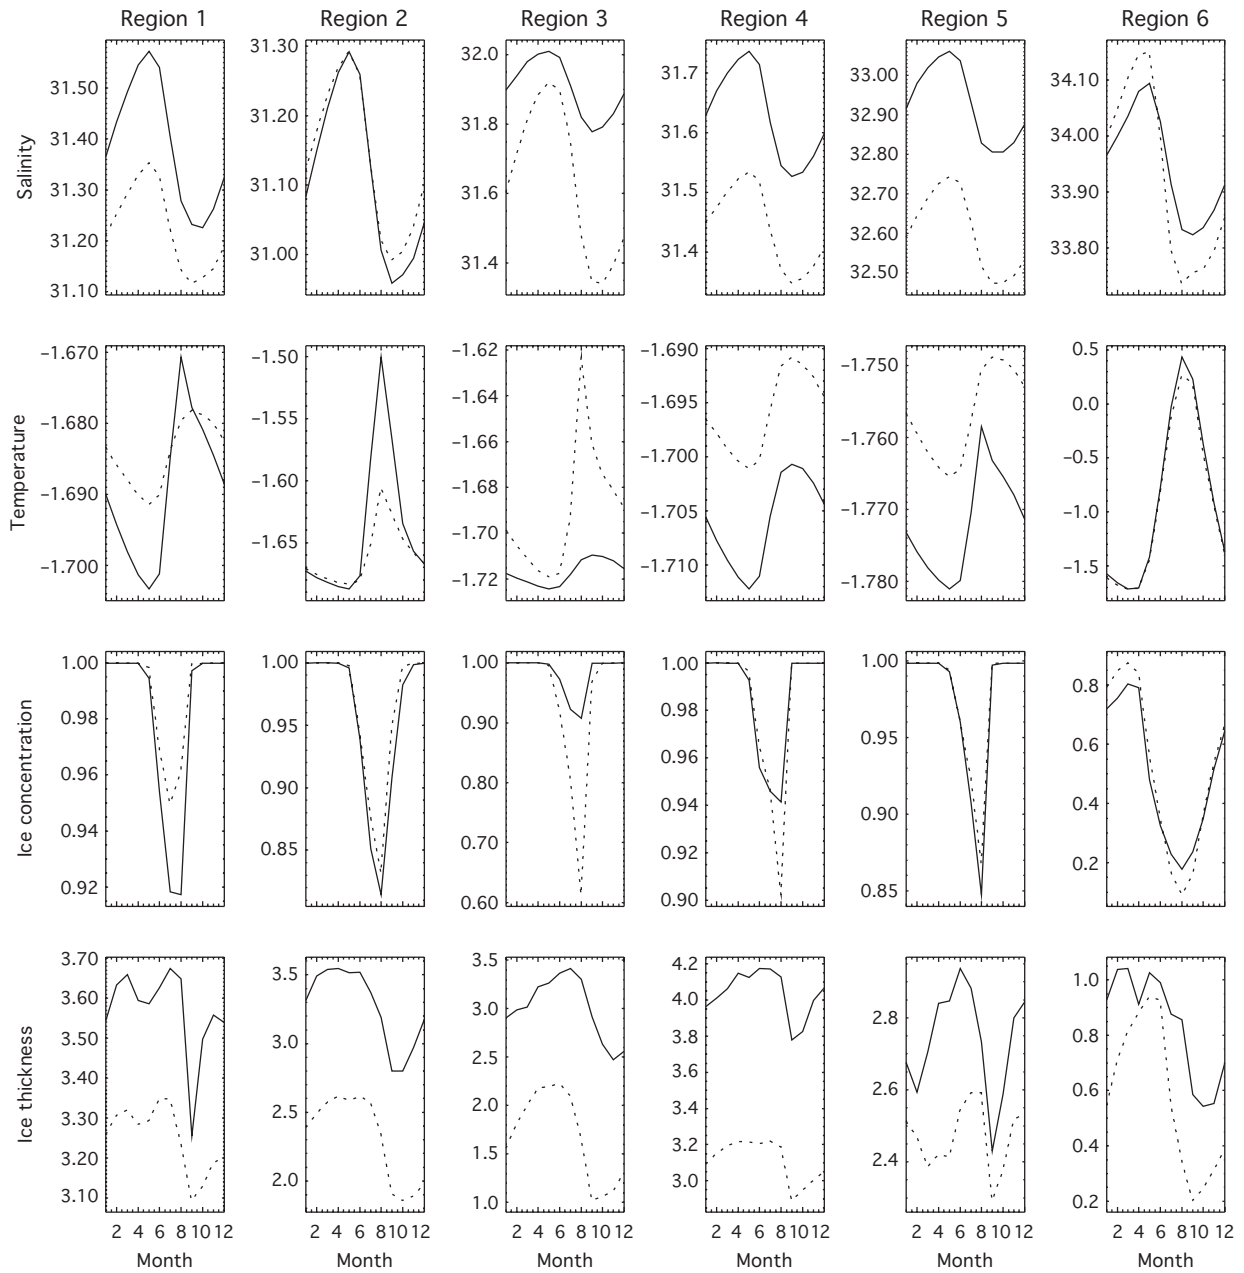 Region 1 Region 2 Region 3 Region 4 Region 5 Region 6
Salinity
31.50 31.40 31.30 31.20 31.10
31.30 31.20 31.10 31.00
32.0 31.8 31.6 31.4
31.7 31.6 31.5 31.4
33.00 32.90 32.80 32.70 32.60 32.50
34.10 34.00 33.90 33.80
Temperature
−1.670 −1.680 −1.690 −1.700
−1.50 −1.55 −1.60 −1.65
−1.62 −1.64 −1.66 −1.68 −1.70 −1.72
−1.690 −1.695 −1.700 −1.705 −1.710
−1.750 −1.760 −1.770 −1.780
0.5 0.0 −0.5 −1.0 −1.5
Ice concentration
1.00 0.98 0.96 0.94 0.92
1.00 0.95 0.90 0.85
1.00 0.90 0.80 0.70 0.60
1.00 0.98 0.96 0.94 0.92 0.90
1.00 0.95 0.90 0.85
0.8 0.6 0.4 0.2
Ice thickness
3.70 3.60 3.50 3.40 3.30 3.20 3.10
3.5 3.0 2.5 2.0
3.5 3.0 2.5 2.0 1.5 1.0
4.2 4.0 3.8 3.6 3.4 3.2 3.0
2.8 2.6 2.4
1.0 0.8 0.6 0.4 0.2
2 4 6 8 10 12 2 4 6 8 10 12 2 4 6 8 10 12 2 4 6 8 10 12 2 4 6 8 10 12 2 4 6 8 10 12
Month Month Month Month Month Month